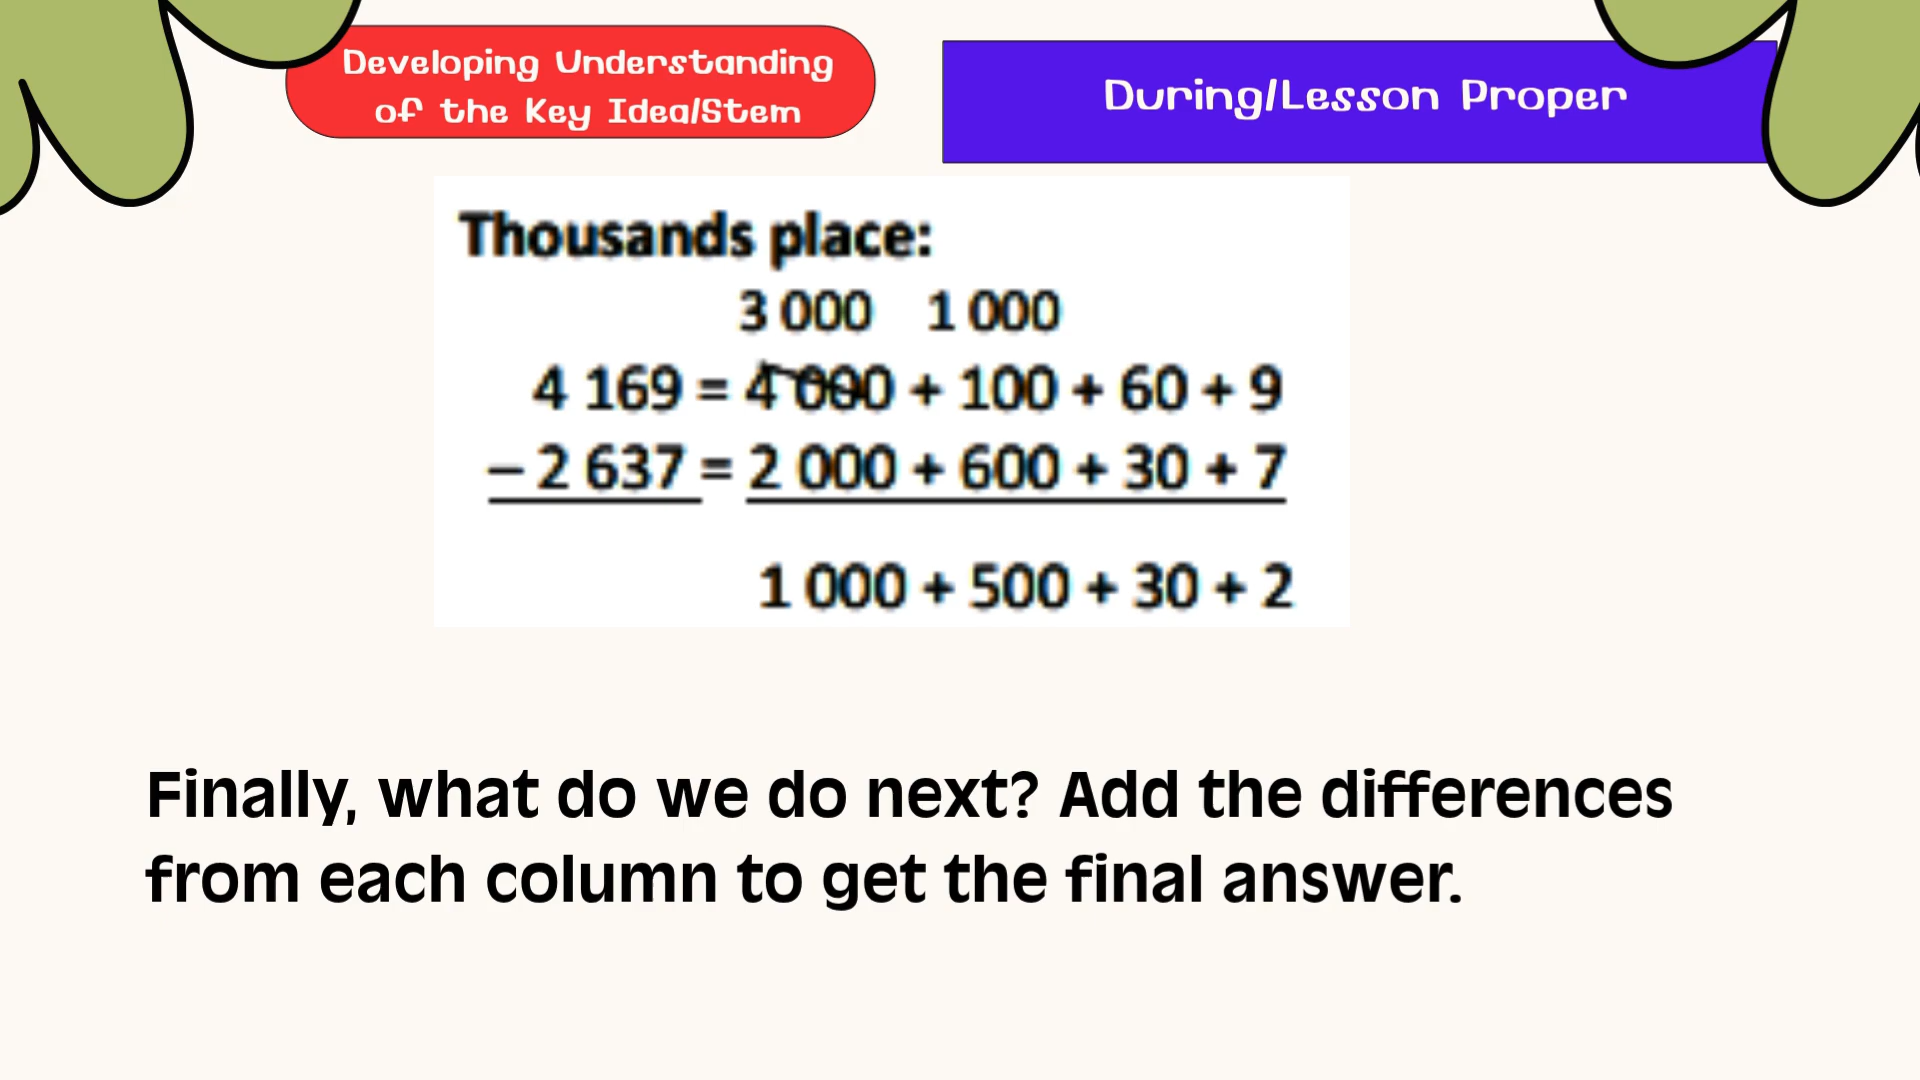 Developing Understanding
of the Key Idea/Stem
During/Lesson Proper
Thousands place:
3 000 1 000
4 169 = 4 000 + 100 + 60 + 9
– 2 637 = 2 000 + 600 + 30 + 7
1 000 + 500 + 30 + 2
Finally, what do we do next? Add the differences
from each column to get the final answer.